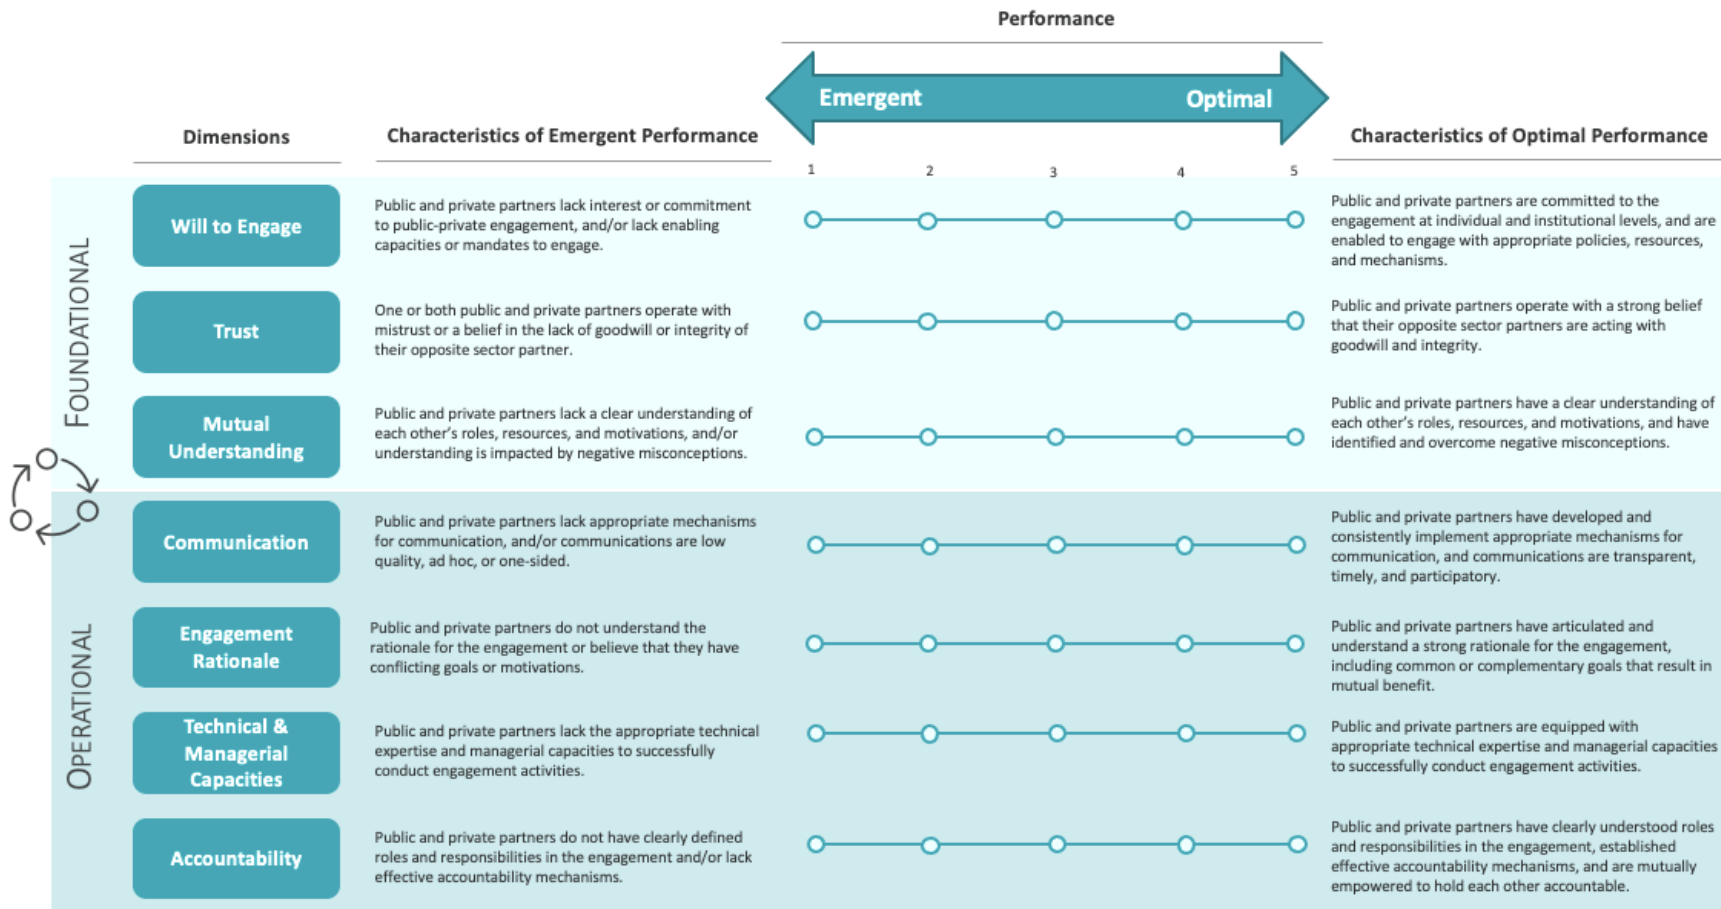 Performance
Emergent
Optimal
Dimensions
Characteristics of Emergent Performance
Characteristics of Optimal Performance
1
2
3
4
5
FOUNDATIONAL
Will to Engage
Public and private partners lack interest or commitment
to public-private engagement, and/or lack enabling
capacities or mandates to engage.
Public and private partners are committed to the
engagement at individual and institutional levels, and are
enabled to engage with appropriate policies, resources,
and mechanisms.
Trust
One or both public and private partners operate with
mistrust or a belief in the lack of goodwill or integrity of
their opposite sector partner.
Public and private partners operate with a strong belief
that their opposite sector partners are acting with
goodwill and integrity.
Mutual
Understanding
Public and private partners lack a clear understanding of
each other's roles, resources, and motivations, and/or
understanding is impacted by negative misconceptions.
Public and private partners have a clear understanding of
each other's roles, resources, and motivations, and have
identified and overcome negative misconceptions.
OPERATIONAL
Communication
Public and private partners lack appropriate mechanisms
for communication, and/or communications are low
quality, ad hoc, or one-sided.
Public and private partners have developed and
consistently implement appropriate mechanisms for
communication, and communications are transparent,
timely, and participatory.
Engagement
Rationale
Public and private partners do not understand the
rationale for the engagement or believe that they have
conflicting goals or motivations.
Public and private partners have articulated and
understand a strong rationale for the engagement,
including common or complementary goals that result in
mutual benefit.
Technical &
Managerial
Capacities
Public and private partners lack the appropriate technical
expertise and managerial capacities to successfully
conduct engagement activities.
Public and private partners are equipped with
appropriate technical expertise and managerial capacities
to successfully conduct engagement activities.
Accountability
Public and private partners do not have clearly defined
roles and responsibilities in the engagement and/or lack
effective accountability mechanisms.
Public and private partners have clearly understood roles
and responsibilities in the engagement, established
effective accountability mechanisms, and are mutually
empowered to hold each other accountable.